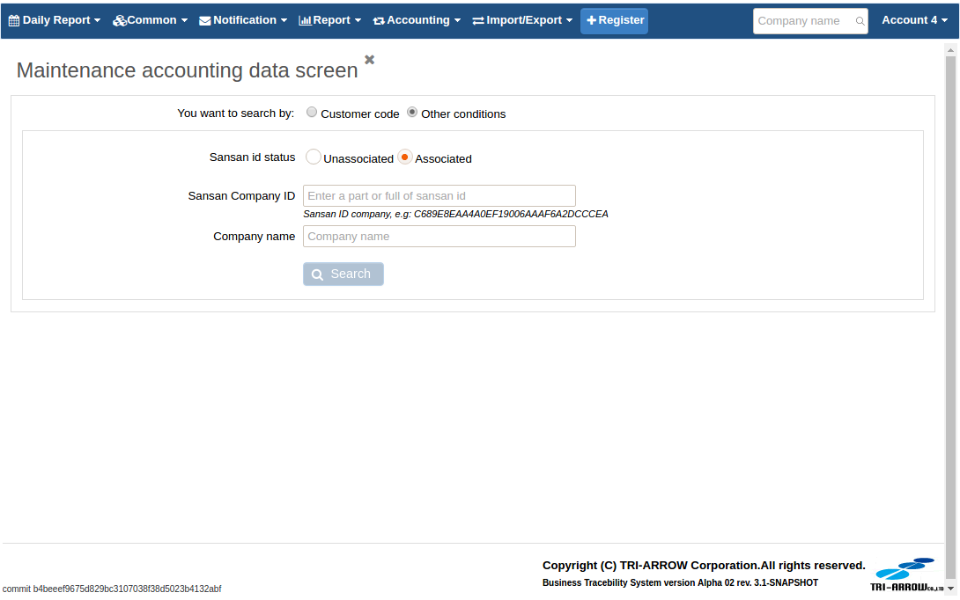 Daily Report Common Notification Report Accounting Import/Export Register Company name Account 4
Maintenance accounting data screen
You want to search by: Customer code Other conditions
Sansan id status Unassociated Associated
Sansan Company ID Enter a part or full of sansan id
Sansan ID company, e.g: C689E8EAA4A0EF19006AAAF6A2DCCCEA
Company name Company name
Search
Copyright (C) TRI-ARROW Corporation.All rights reserved.
Business Tracebility System version Alpha 02 rev. 3.1-SNAPSHOT
TRI-ARROW CO.,LTD
commit b4beeef9675d829bc3107038f38d5023b4132abf